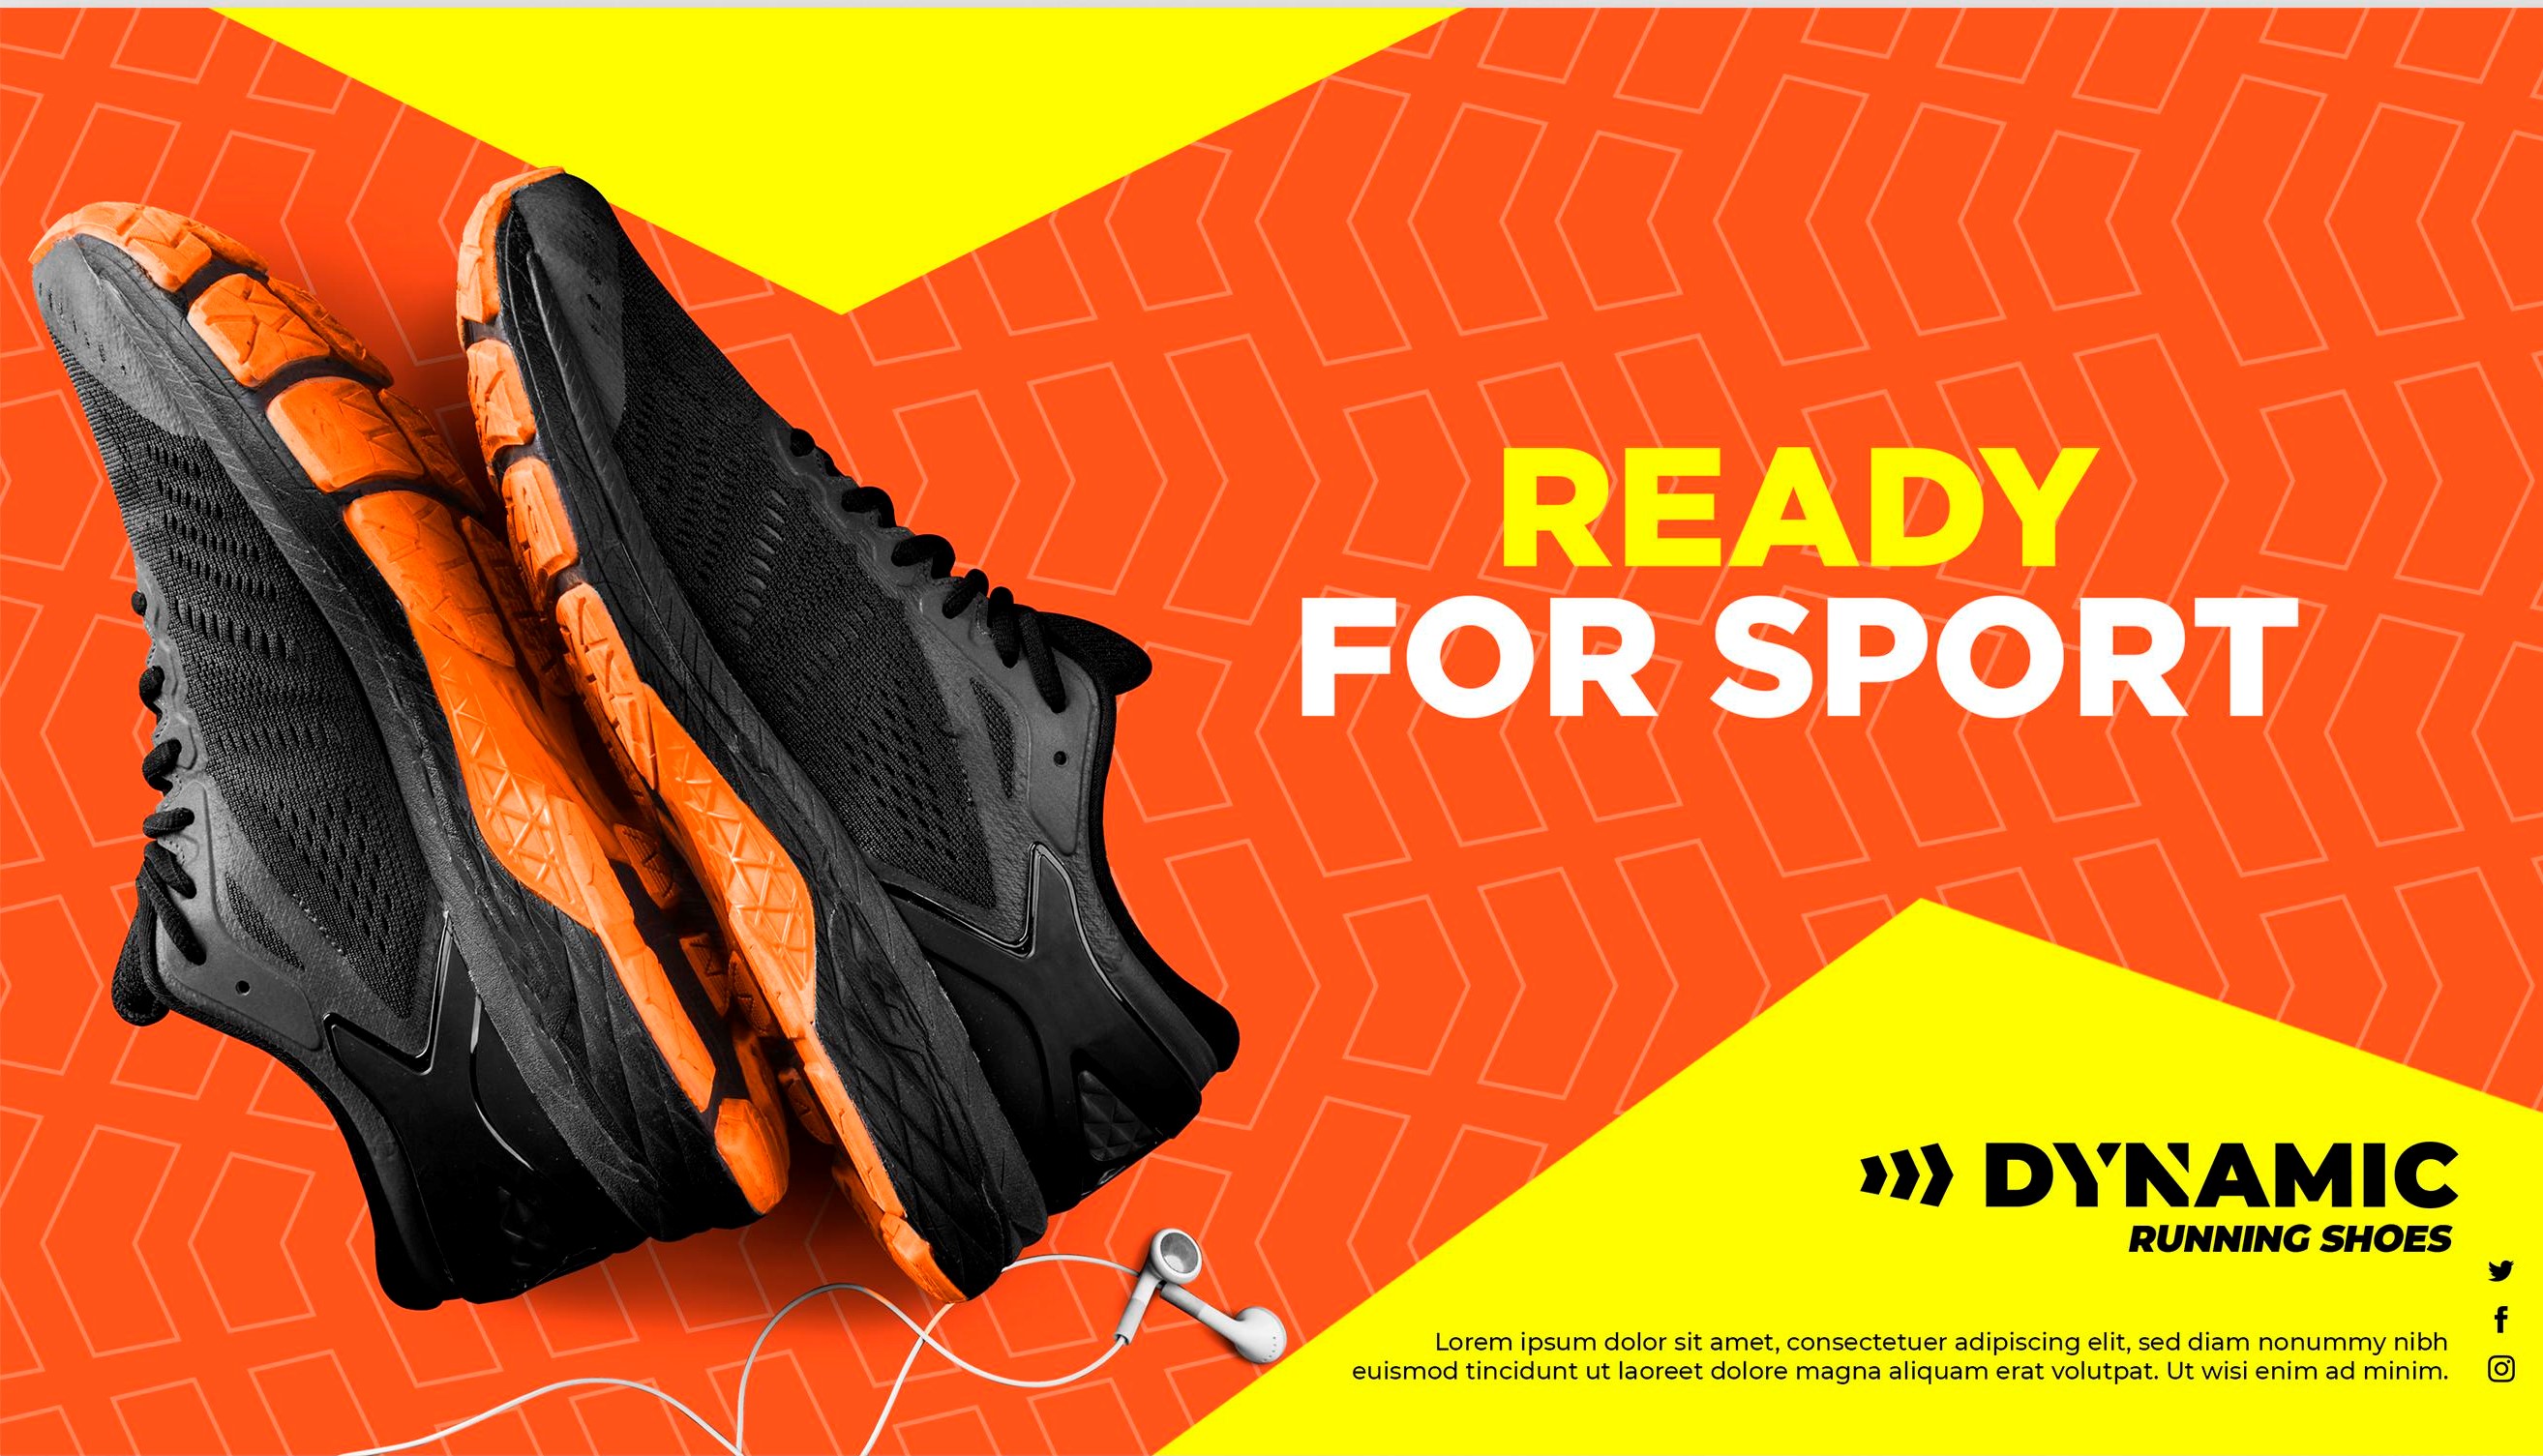 READY
FOR SPORT
DYNAMIC
RUNNING SHOES
Lorem ipsum dolor sit amet, consectetuer adipiscing elit, sed diam nonummy nibh
euismod tincidunt ut laoreet dolore magna aliquam erat volutpat. Ut wisi enim ad minim.